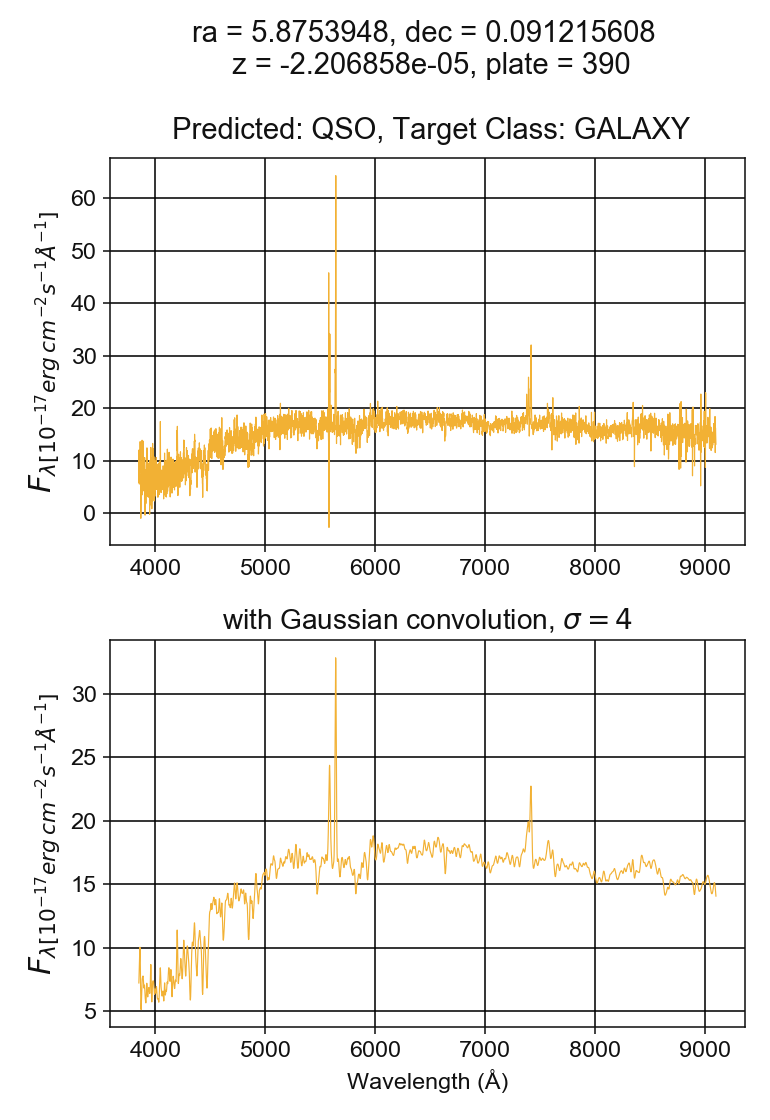 ra = 5.8753948, dec = 0.091215608
z = -2.206858e-05, plate = 390
Predicted: QSO, Target Class: GALAXY
F_λ[10^{-17} erg cm^{-2} s^{-1} Å^{-1}]
60
50
40
30
20
10
0
4000 5000 6000 7000 8000 9000
with Gaussian convolution, σ = 4
F_λ[10^{-17} erg cm^{-2} s^{-1} Å^{-1}]
30
25
20
15
10
5
4000 5000 6000 7000 8000 9000
Wavelength (Å)